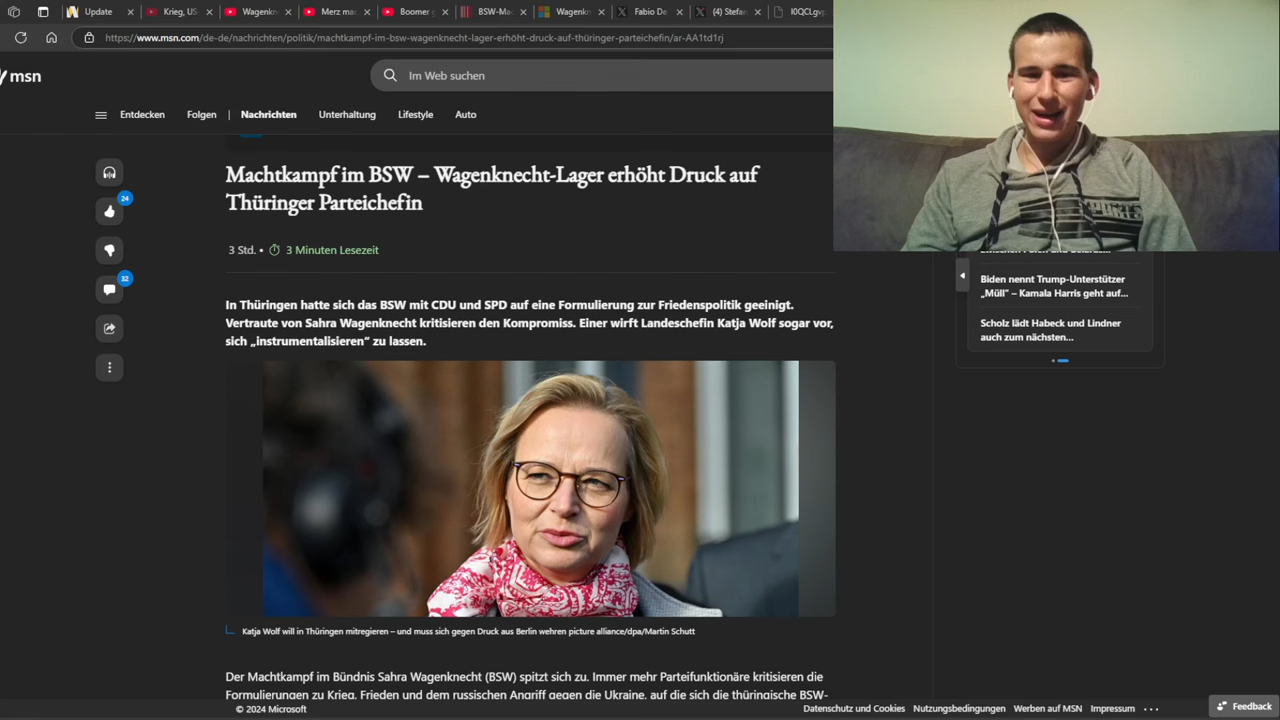 Update
Krieg, US
Wagenkn
Merz ma
Boomer g
BSW-Mac
Wagenkn
Fabio De
(4) Stefa
I0QCLgvp
https://www.msn.com/de-de/nachrichten/politik/machtkampf-im-bsw-wagenknecht-lager-erhöht-druck-auf-thüringer-parteichefin/ar-AA1td1rj
msn
Im Web suchen
Entdecken
Folgen
Nachrichten
Unterhaltung
Lifestyle
Auto
Machtkampf im BSW – Wagenknecht-Lager erhöht Druck auf
Thüringer Parteichefin
24
32
3 Std. • 3 Minuten Lesezeit
In Thüringen hatte sich das BSW mit CDU und SPD auf eine Formulierung zur Friedenspolitik geeinigt.
Vertraute von Sahra Wagenknecht kritisieren den Kompromiss. Einer wirft Landeschefin Katja Wolf sogar vor,
sich „instrumentalisieren“ zu lassen.
Katja Wolf will in Thüringen mitregieren – und muss sich gegen Druck aus Berlin wehren picture alliance/dpa/Martin Schutt
Der Machtkampf im Bündnis Sahra Wagenknecht (BSW) spitzt sich zu. Immer mehr Parteifunktionäre kritisieren die
Formulierungen zu Krieg, Frieden und dem russischen Angriff gegen die Ukraine, auf die sich die thüringische BSW-
SPORTS
Biden nennt Trump-Unterstützer
„Müll“ – Kamala Harris geht auf...
Scholz lädt Habeck und Lindner
auch zum nächsten...
© 2024 Microsoft
Datenschutz und Cookies
Nutzungsbedingungen
Werben auf MSN
Impressum
...
Feedback